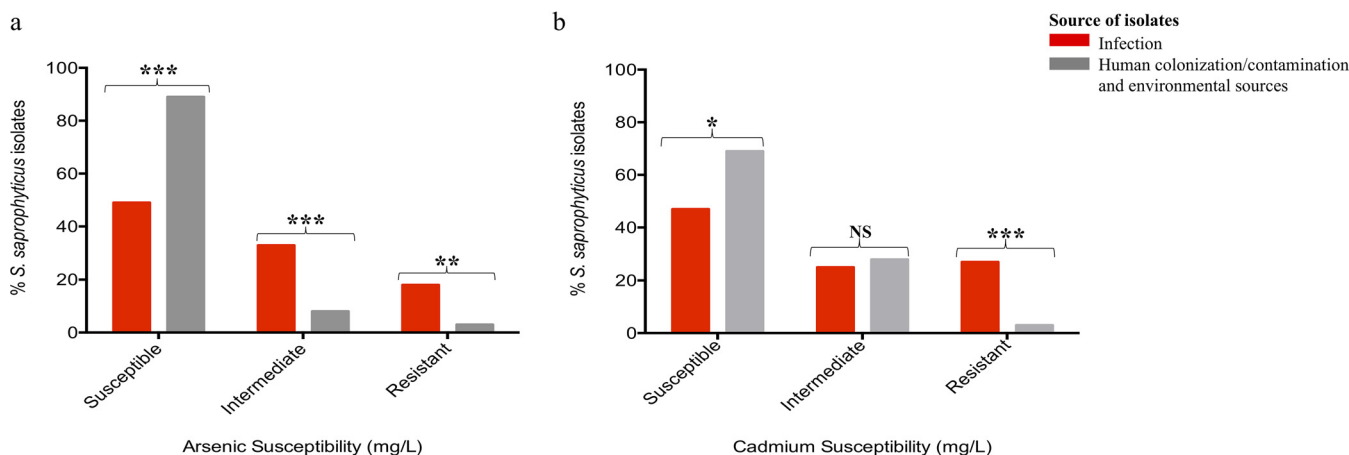 a
b
Source of isolates
Infection
Human colonization/contamination
and environmental sources
% S. saprophyticus isolates
100
80
60
40
20
0
***
***
**
Susceptible
Intermediate
Resistant
Arsenic Susceptibility (mg/L)
% S. saprophyticus isolates
100
80
60
40
20
0
*
NS
***
Susceptible
Intermediate
Resistant
Cadmium Susceptibility (mg/L)